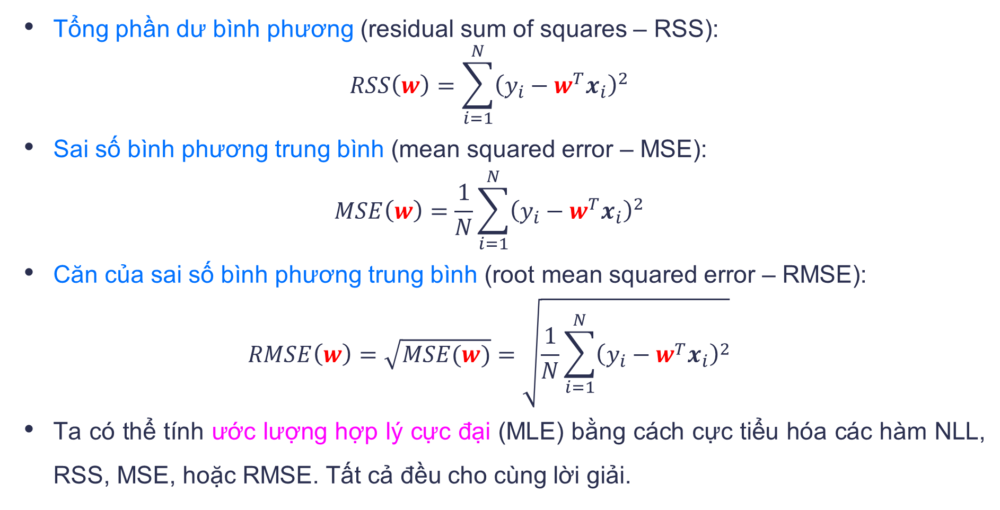 • Tổng phần dư bình phương (residual sum of squares – RSS):
$RSS(\boldsymbol{w}) = \sum_{i=1}^{N} (y_i - \boldsymbol{w}^T \boldsymbol{x}_i)^2$
• Sai số bình phương trung bình (mean squared error – MSE):
$MSE(\boldsymbol{w}) = \frac{1}{N} \sum_{i=1}^{N} (y_i - \boldsymbol{w}^T \boldsymbol{x}_i)^2$
• Căn của sai số bình phương trung bình (root mean squared error – RMSE):
$RMSE(\boldsymbol{w}) = \sqrt{MSE(\boldsymbol{w})} = \sqrt{\frac{1}{N} \sum_{i=1}^{N} (y_i - \boldsymbol{w}^T \boldsymbol{x}_i)^2}$
• Ta có thể tính ước lượng hợp lý cực đại (MLE) bằng cách cực tiểu hóa các hàm NLL,
RSS, MSE, hoặc RMSE. Tất cả đều cho cùng lời giải.